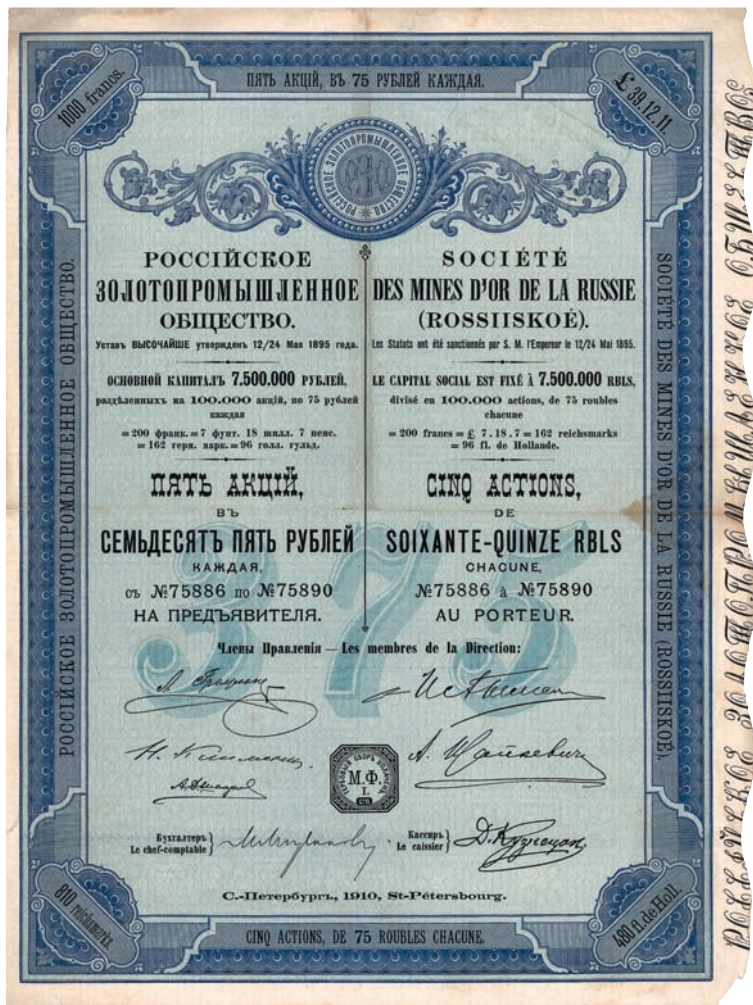 1000 francs.
ПЯТЬ АКЦІЙ, ВЪ 75 РУБЛЕЙ КАЖДАЯ.
£ 39.12.11.
РОССІЙСКОЕ ЗОЛОТОПРОМЫШЛЕННОЕ ОБЩЕСТВО.
РОССІЙСКОЕ
ЗОЛОТОПРОМЫШЛЕННОЕ
ОБЩЕСТВО.
Уставъ ВЫСОЧАЙШЕ утвержденъ 12/24 Мая 1895 года.
ОСНОВНОЙ КАПИТАЛЪ 7.500.000 РУБЛЕЙ,
раздѣленныхъ на 100.000 акцій, по 75 рублей
каждая
= 200 франк. = 7 фунт. 18 шилл. 7 пенс.
= 162 герм. марк. = 96 голл. гульд.
ПЯТЬ АКЦІЙ,
ВЪ
СЕМЬДЕСЯТЪ ПЯТЬ РУБЛЕЙ
КАЖДАЯ,
съ №75886 по №75890
НА ПРЕДЪЯВИТЕЛЯ.
SOCIÉTÉ
DES MINES D'OR DE LA RUSSIE
(ROSSIISKOÉ).
Les Statuts ont été sanctionnés par S. M. l'Empereur le 12/24 Mai 1895.
LE CAPITAL SOCIAL EST FIXÉ À 7.500.000 RBLS,
divisé en 100.000 actions, de 75 roubles
chacune
= 200 francs = £ 7.18.7 = 162 reichsmarks
= 96 fl. de Hollande.
CINQ ACTIONS,
DE
SOIXANTE-QUINZE RBLS
CHACUNE,
№75886 à №75890
AU PORTEUR.
375
Члены Правленія — Les membres de la Direction:
М.Ф.
I.
Бухгалтеръ
Le chef-comptable
Кассиръ
Le caissier
С.-Петербургъ, 1910, St-Pétersbourg.
РОССІЙСКОЕ ЗОЛОТОПРОМЫШЛЕННОЕ ОБЩЕСТВО.
SOCIÉTÉ DES MINES D'OR DE LA RUSSIE (ROSSIISKOÉ).
РОССІЙСКОЕ ЗОЛОТОПРОМЫШЛЕННОЕ ОБЩЕСТВО
810 reichsmarks
CINQ ACTIONS, DE 75 ROUBLES CHACUNE.
480 fl. de Holl.